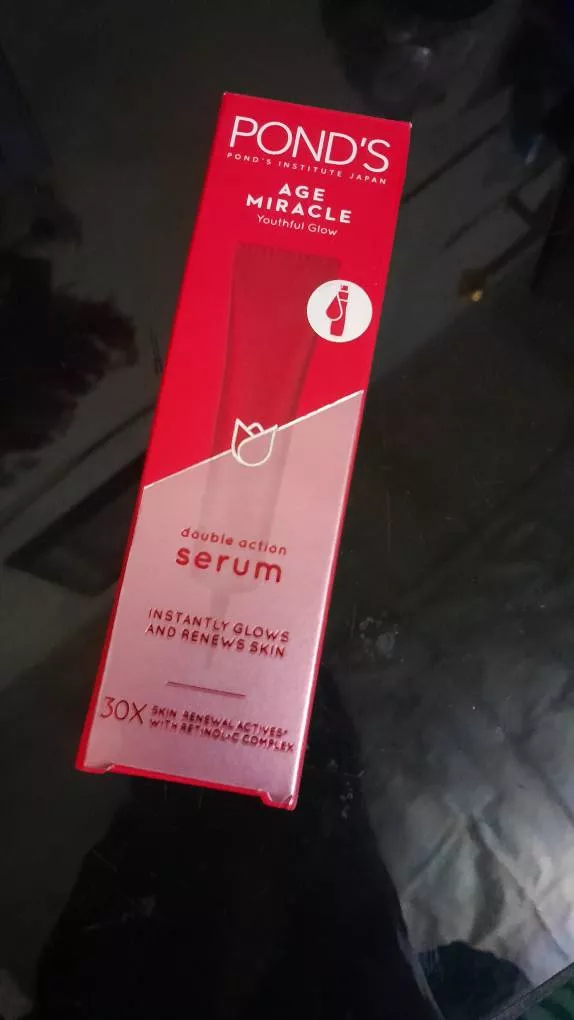 POND'S
POND'S INSTITUTE JAPAN
AGE
MIRACLE
Youthful Glow
double action
serum
INSTANTLY GLOWS
AND RENEWS SKIN
30X SKIN RENEWAL ACTIVES*
WITH RETINOL-C COMPLEX